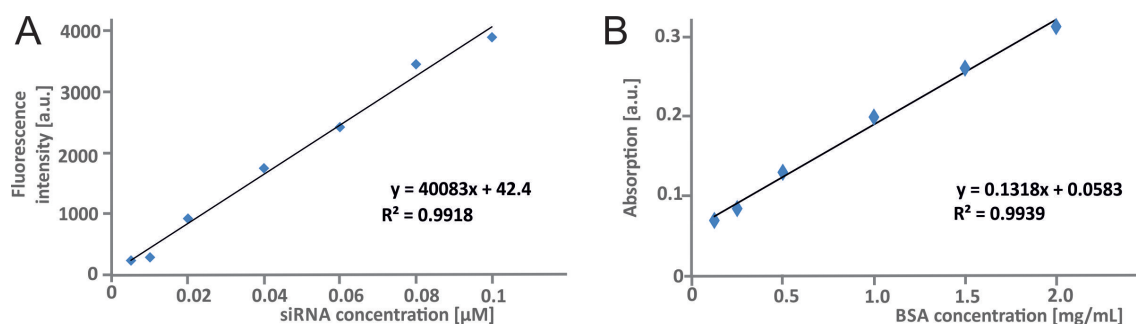 A
Fluorescence
intensity [a.u.]
4000
3000
2000
1000
0
y = 40083x + 42.4
R² = 0.9918
0
0.02
0.04
0.06
0.08
0.1
siRNA concentration [µM]
B
Absorption [a.u.]
0.3
0.2
0.1
0
y = 0.1318x + 0.0583
R² = 0.9939
0
0.5
1.0
1.5
2.0
BSA concentration [mg/mL]